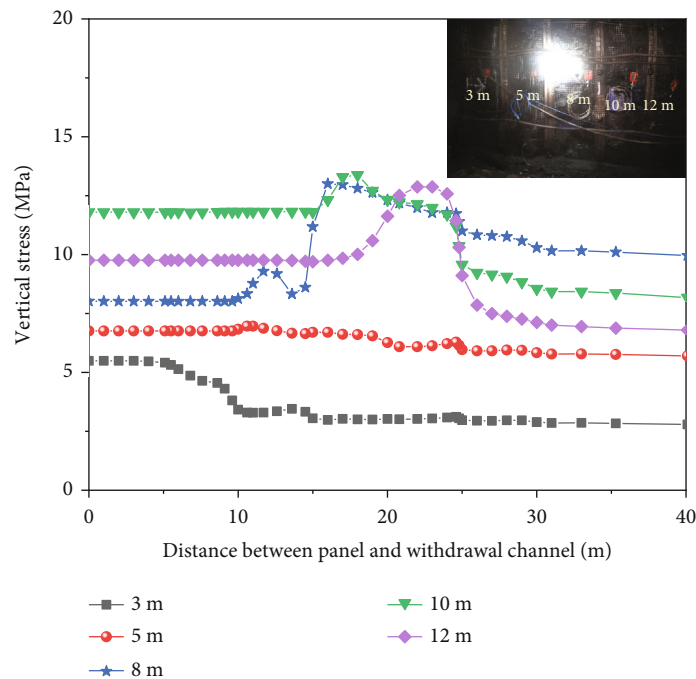 20
15
10
5
0
Vertical stress (MPa)
3 m
5 m
8 m
10 m
12 m
0
10
20
30
40
Distance between panel and withdrawal channel (m)
3 m
5 m
8 m
10 m
12 m